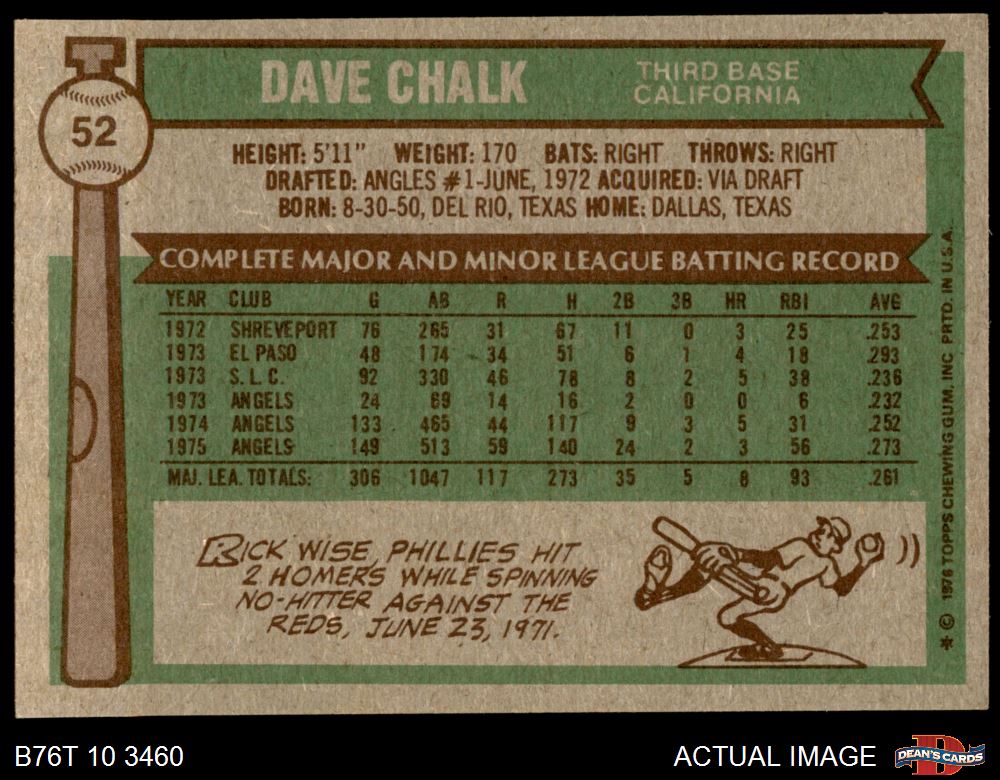 DAVE CHALK
THIRD BASE
CALIFORNIA
52
HEIGHT: 5'11" WEIGHT: 170 BATS: RIGHT THROWS: RIGHT
DRAFTED: ANGLES #1-JUNE, 1972 ACQUIRED: VIA DRAFT
BORN: 8-30-50, DEL RIO, TEXAS HOME: DALLAS, TEXAS
COMPLETE MAJOR AND MINOR LEAGUE BATTING RECORD
YEAR CLUB G AB R H 2B 3B HR RBI AVG
1972 SHREVEPORT 76 265 31 67 11 0 3 25 .253
1973 EL PASO 48 174 34 51 6 1 4 18 .293
1973 S.L.C. 92 330 46 78 8 2 5 38 .236
1973 ANGELS 24 69 14 16 2 0 0 6 .232
1974 ANGELS 133 465 44 117 9 3 5 31 .252
1975 ANGELS 149 513 59 140 24 2 3 56 .273
MAJ. LEA. TOTALS: 306 1047 117 273 35 5 8 93 .261
RICK WISE, PHILLIES HIT
2 HOMERS WHILE SPINNING
NO-HITTER AGAINST THE
REDS, JUNE 23, 1971.
* © 1976 TOPPS CHEWING GUM, INC. PRTD. IN U.S.A.
B76T 10 3460
ACTUAL IMAGE
DEAN'S CARDS